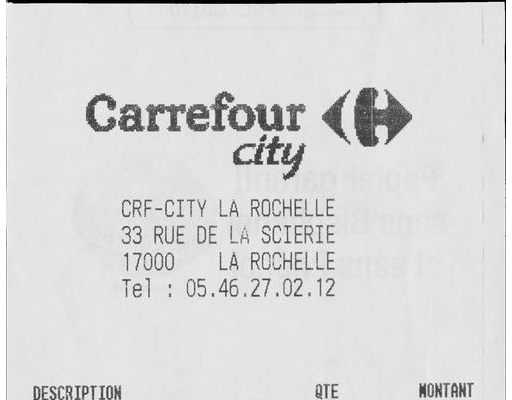 Carrefour
city
CRF-CITY LA ROCHELLE
33 RUE DE LA SCIERIE
17000 LA ROCHELLE
Tel : 05.46.27.02.12
DESCRIPTION QTE MONTANT